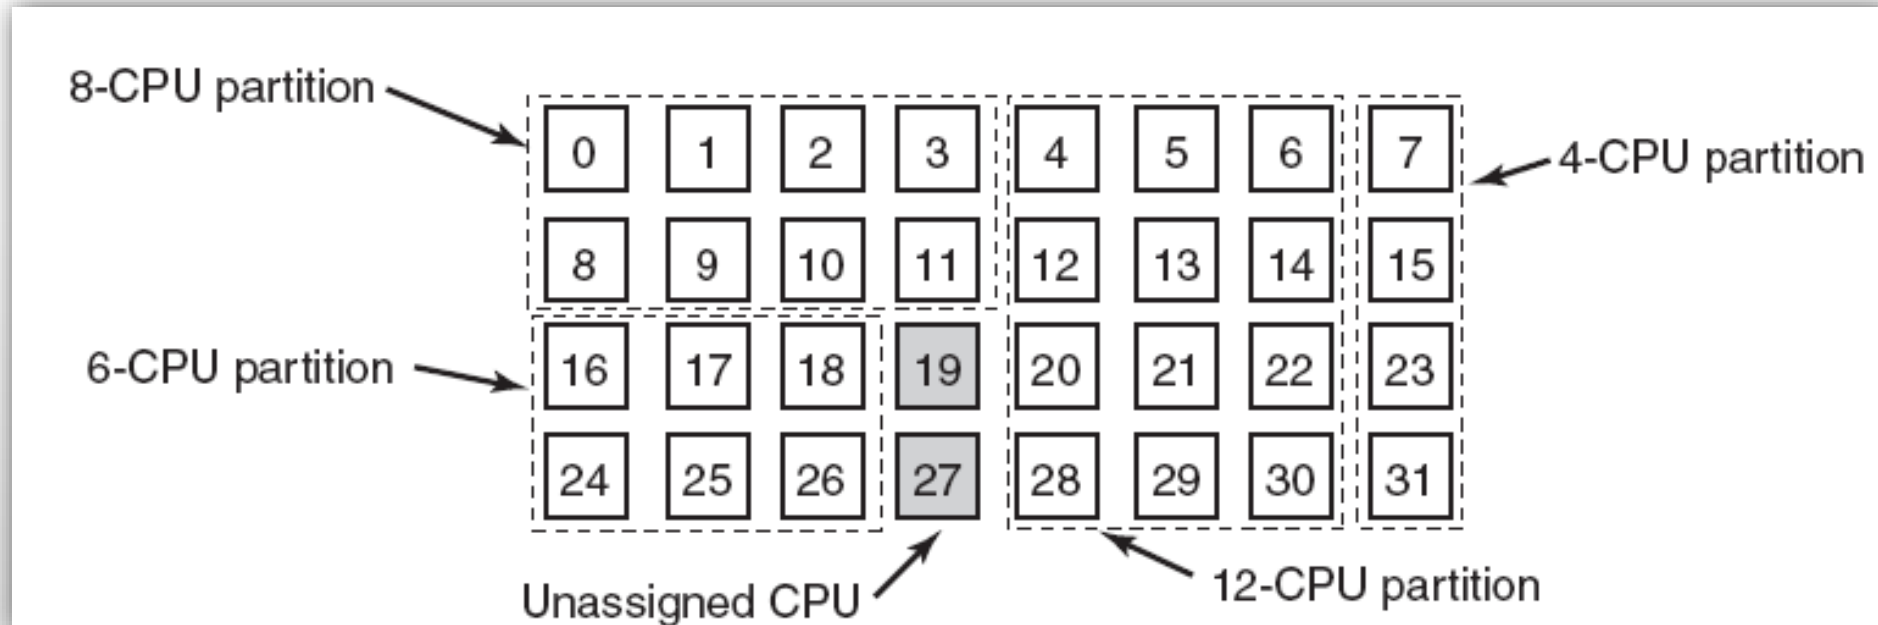 8-CPU partition
0 1 2 3 4 5 6 7
4-CPU partition
8 9 10 11 12 13 14 15
6-CPU partition
16 17 18 19 20 21 22 23
24 25 26 27 28 29 30 31
Unassigned CPU
12-CPU partition